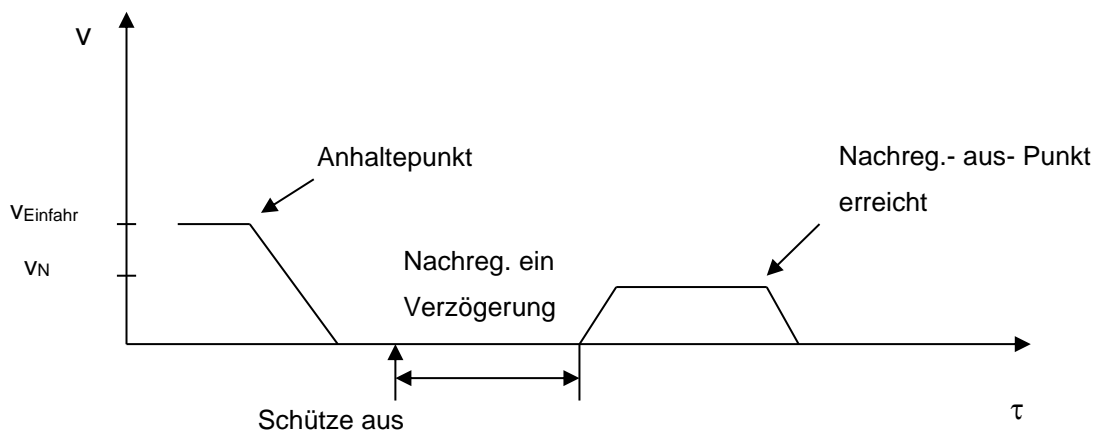 v
Anhaltepunkt
Nachreg.- aus- Punkt
erreicht
vEinfahr
vN
Nachreg. ein
Verzögerung
Schütze aus
τ